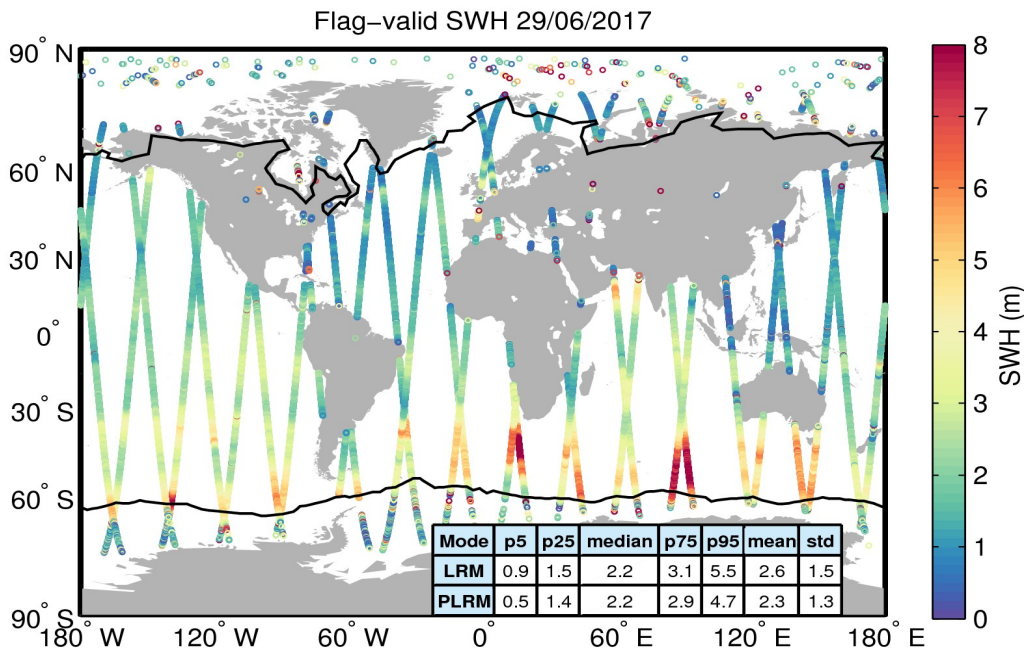 Flag−valid SWH 29/06/2017
90° N
60° N
30° N
0°
30° S
60° S
90° S
180° W
120° W
60° W
0°
60° E
120° E
180° E
Mode p5 p25 median p75 p95 mean std
LRM 0.9 1.5 2.2 3.1 5.5 2.6 1.5
PLRM 0.5 1.4 2.2 2.9 4.7 2.3 1.3
8
7
6
5
4
3
2
1
0
SWH (m)